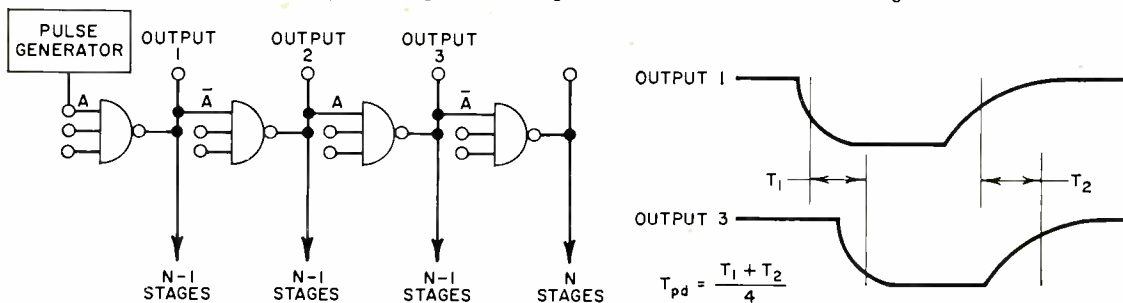 PULSE
GENERATOR
OUTPUT
1
OUTPUT
2
OUTPUT
3
A
Ā
A
Ā
N-1
STAGES
N-1
STAGES
N-1
STAGES
N
STAGES
OUTPUT 1
T₁
T₂
OUTPUT 3
Tpd = T₁ + T₂
4